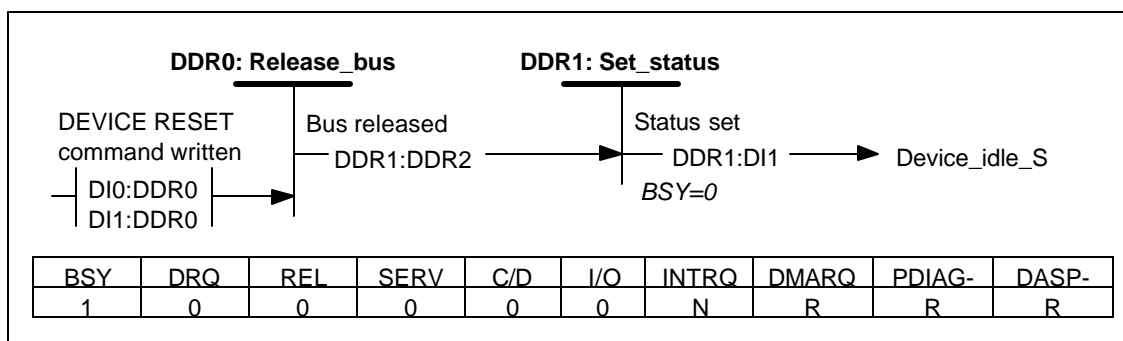 DDR0: Release_bus DDR1: Set_status
DEVICE RESET
command written
DI0:DDR0
DI1:DDR0
Bus released
DDR1:DDR2
Status set
DDR1:DI1
BSY=0
Device_idle_S
BSY DRQ REL SERV C/D I/O INTRQ DMARQ PDIAG- DASP-
1 0 0 0 0 0 N R R R